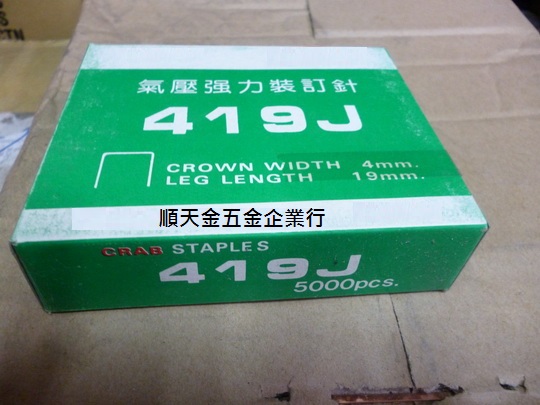 CTN
氣壓强力裝訂針
419J
CROWN WIDTH 4mm.
LEG LENGTH 19mm.
順天金五金企業行
CRAB STAPLES
419J
5000pcs.